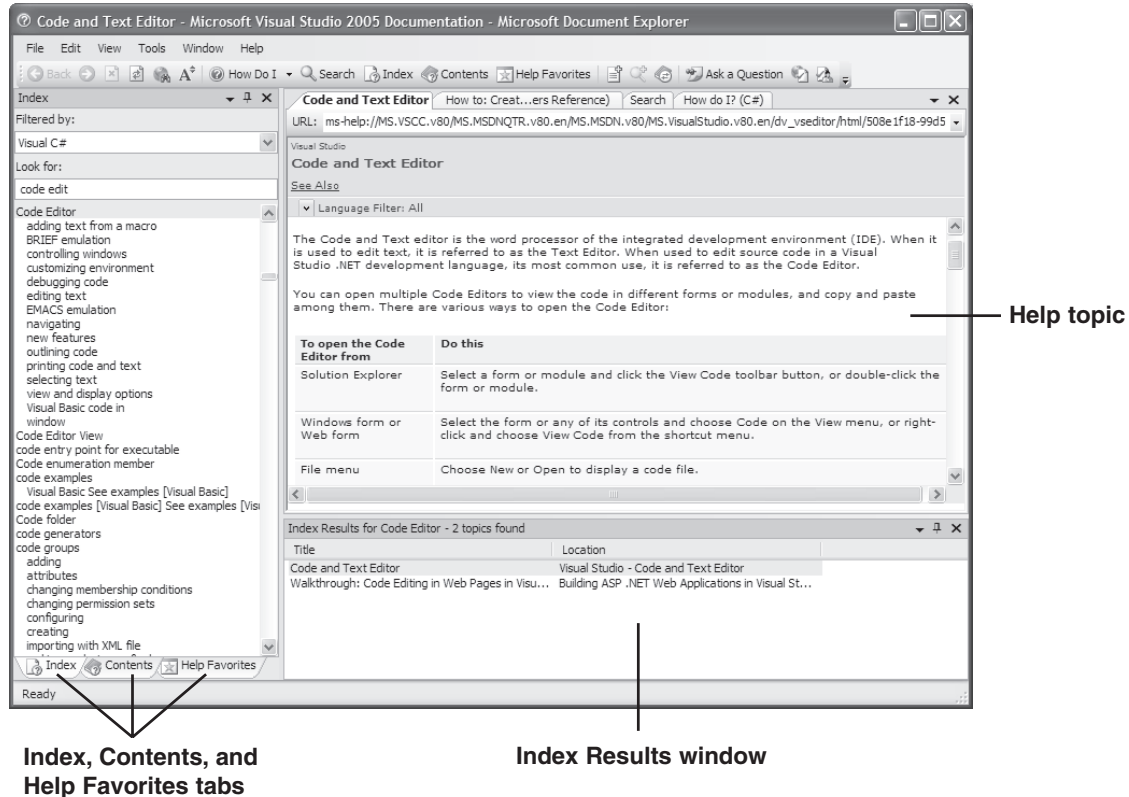 Code and Text Editor - Microsoft Visual Studio 2005 Documentation - Microsoft Document Explorer
File Edit View Tools Window Help
Back How Do I Search Index Contents Help Favorites Ask a Question
Index
Filtered by:
Visual C#
Look for:
code edit
Code Editor
adding text from a macro
BRIEF emulation
controlling windows
customizing environment
debugging code
editing text
EMACS emulation
navigating
new features
outlining code
printing code and text
selecting text
view and display options
Visual Basic code in
window
Code Editor View
code entry point for executable
Code enumeration member
code examples
Visual Basic See examples [Visual Basic]
code examples [Visual Basic] See examples [Vis
Code folder
code generators
code groups
adding
attributes
changing membership conditions
changing permission sets
configuring
creating
importing with XML file
Index Contents Help Favorites
Ready
Code and Text Editor How to: Creat...ers Reference) Search How do I? (C#)
URL: ms-help://MS.VSCC.v80/MS.MSDNQTR.v80.en/MS.MSDN.v80/MS.VisualStudio.v80.en/dv_vseditor/html/508e1f18-99d5
Visual Studio
Code and Text Editor
See Also
Language Filter: All
The Code and Text editor is the word processor of the integrated development environment (IDE). When it
is used to edit text, it is referred to as the Text Editor. When used to edit source code in a Visual
Studio .NET development language, its most common use, it is referred to as the Code Editor.
You can open multiple Code Editors to view the code in different forms or modules, and copy and paste
among them. There are various ways to open the Code Editor:
To open the Code Do this
Editor from
Solution Explorer Select a form or module and click the View Code toolbar button, or double-click the
form or module.
Windows form or Select the form or any of its controls and choose Code on the View menu, or right-
Web form click and choose View Code from the shortcut menu.
File menu Choose New or Open to display a code file.
Index Results for Code Editor - 2 topics found
Title Location
Code and Text Editor Visual Studio - Code and Text Editor
Walkthrough: Code Editing in Web Pages in Visu... Building ASP .NET Web Applications in Visual St...
Help topic
Index, Contents, and
Help Favorites tabs
Index Results window